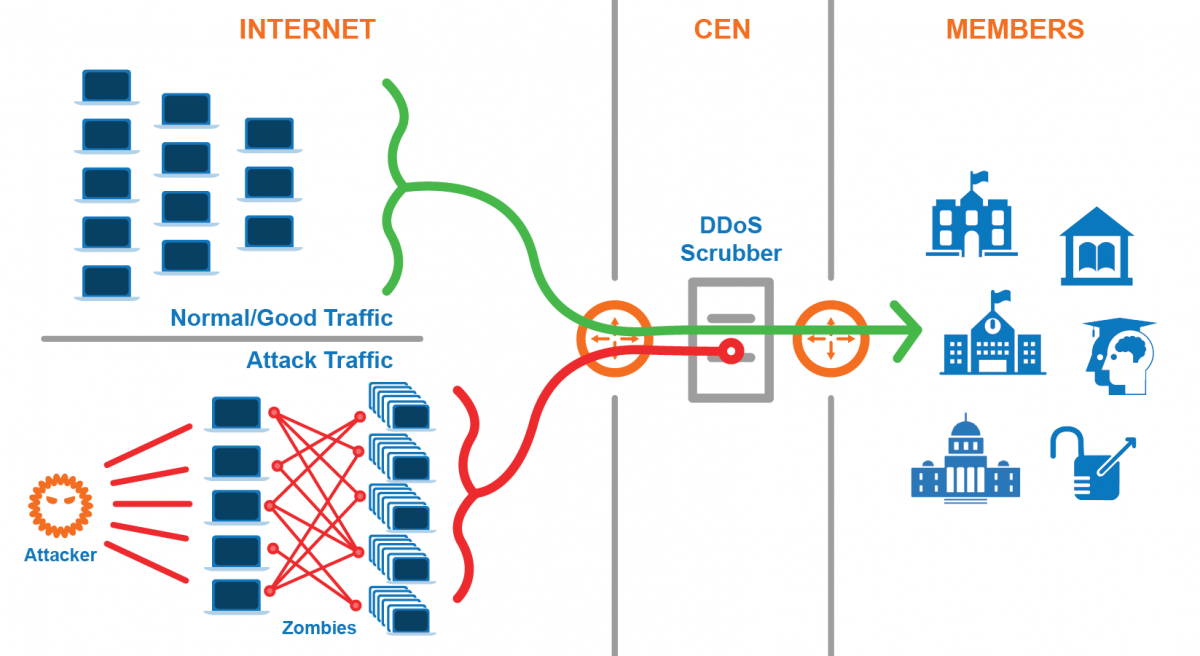 INTERNET
CEN
MEMBERS
DDoS
Scrubber
Normal/Good Traffic
Attack Traffic
Attacker
Zombies